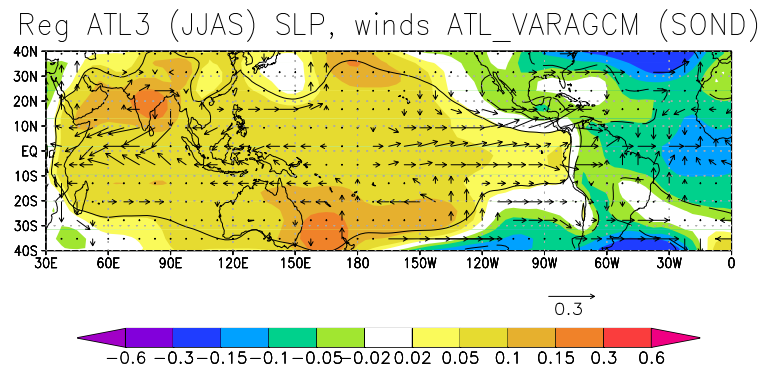 Reg ATL3 (JJAS) SLP, winds ATL_VARAGCM (SOND)
40N
30N
20N
10N
EQ
10S
20S
30S
40S
30E 60E 90E 120E 150E 180 150W 120W 90W 60W 30W 0
0.3
-0.6 -0.3 -0.15 -0.1 -0.05 -0.02 0.02 0.05 0.1 0.15 0.3 0.6